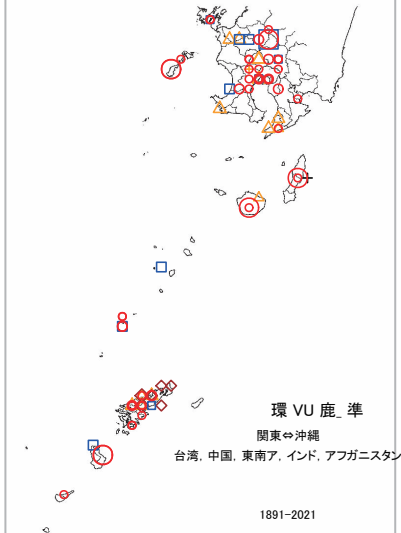 環 VU 鹿_ 準
関東⇔沖縄
台湾, 中国, 東南ア, インド, アフガニスタン
1891-2021